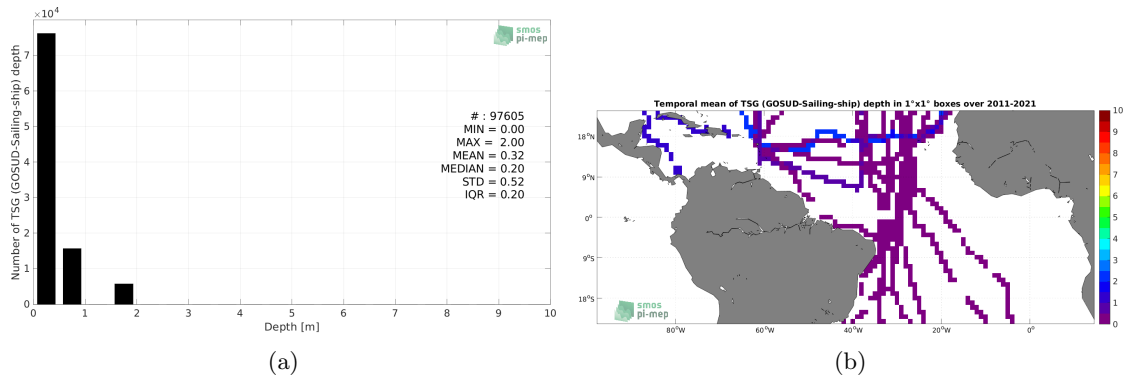 x 10⁴
7
6
5
4
3
2
1
0
Number of TSG (GOSUD-Sailing-ship) depth
smos
pi-mep
# : 97605
MIN = 0.00
MAX = 2.00
MEAN = 0.32
MEDIAN = 0.20
STD = 0.52
IQR = 0.20
0 1 2 3 4 5 6 7 8 9 10
Depth [m]
(a)
Temporal mean of TSG (GOSUD-Sailing-ship) depth in 1°x1° boxes over 2011-2021
18°N
9°N
0°
9°S
18°S
smos
pi-mep
80°W 60°W 40°W 20°W 0°
10
9
8
7
6
5
4
3
2
1
0
(b)